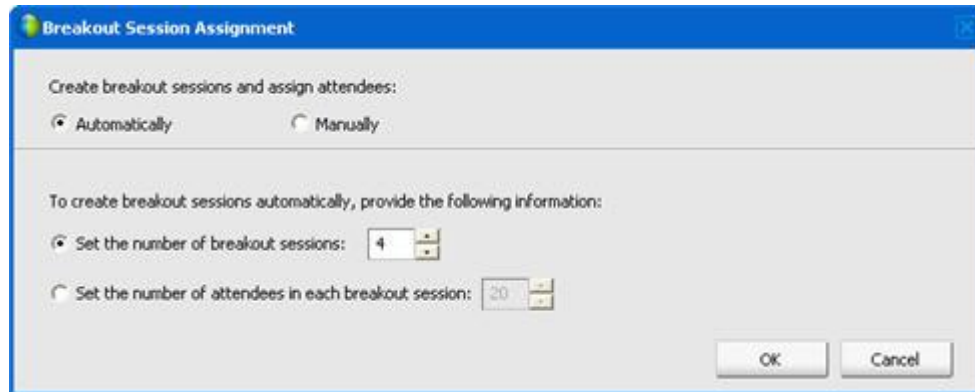 Breakout Session Assignment
Create breakout sessions and assign attendees:
Automatically Manually
To create breakout sessions automatically, provide the following information:
Set the number of breakout sessions: 4
Set the number of attendees in each breakout session: 20
OK Cancel